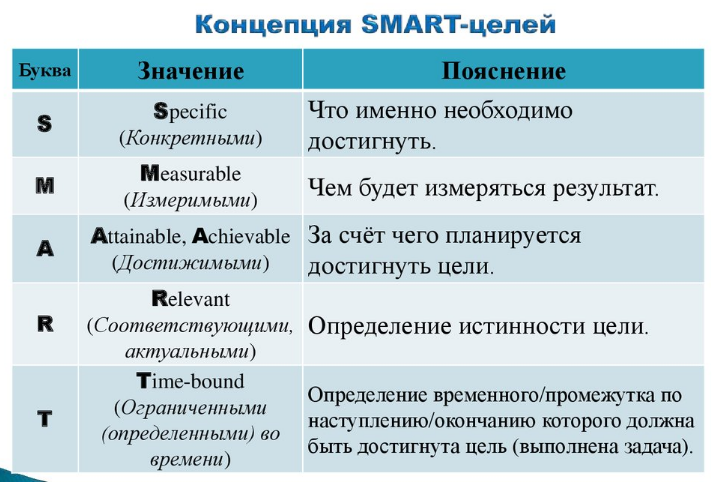 Концепция SMART-целей
Буква
Значение
Пояснение
S
Specific
(Конкретными)
Что именно необходимо
достигнуть.
M
Measurable
(Измеримыми)
Чем будет измеряться результат.
A
Attainable, Achievable
(Достижимыми)
За счёт чего планируется
достигнуть цели.
R
Relevant
(Соответствующими,
актуальными)
Определение истинности цели.
T
Time-bound
(Ограниченными
(определенными) во
времени)
Определение временного/промежутка по
наступлению/окончанию которого должна
быть достигнута цель (выполнена задача).